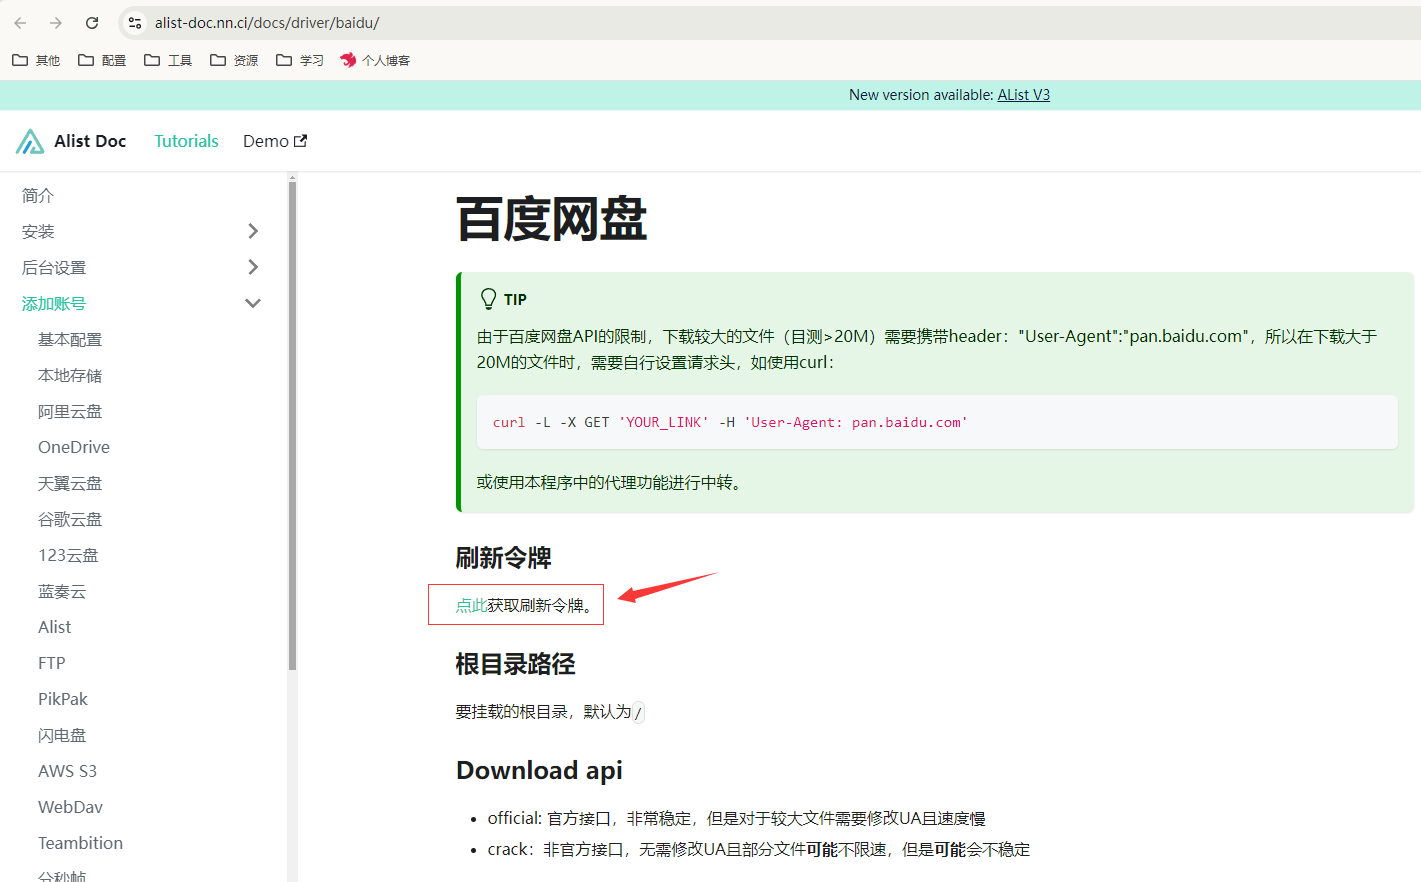 alist-doc.nn.ci/docs/driver/baidu/
其他 配置 工具 资源 学习 个人博客
New version available: AList V3
Alist Doc Tutorials Demo
简介
安装
后台设置
添加账号
基本配置
本地存储
阿里云盘
OneDrive
天翼云盘
谷歌云盘
123云盘
蓝奏云
Alist
FTP
PikPak
闪电盘
AWS S3
WebDav
Teambition
分秒帧
百度网盘
TIP
由于百度网盘API的限制，下载较大的文件（目测>20M）需要携带header："User-Agent":"pan.baidu.com"，所以在下载大于
20M的文件时，需要自行设置请求头，如使用curl：
curl -L -X GET 'YOUR_LINK' -H 'User-Agent: pan.baidu.com'
或使用本程序中的代理功能进行中转。
刷新令牌
点此获取刷新令牌。
根目录路径
要挂载的根目录，默认为/
Download api
official: 官方接口，非常稳定，但是对于较大文件需要修改UA且速度慢
crack：非官方接口，无需修改UA且部分文件可能不限速，但是可能会不稳定